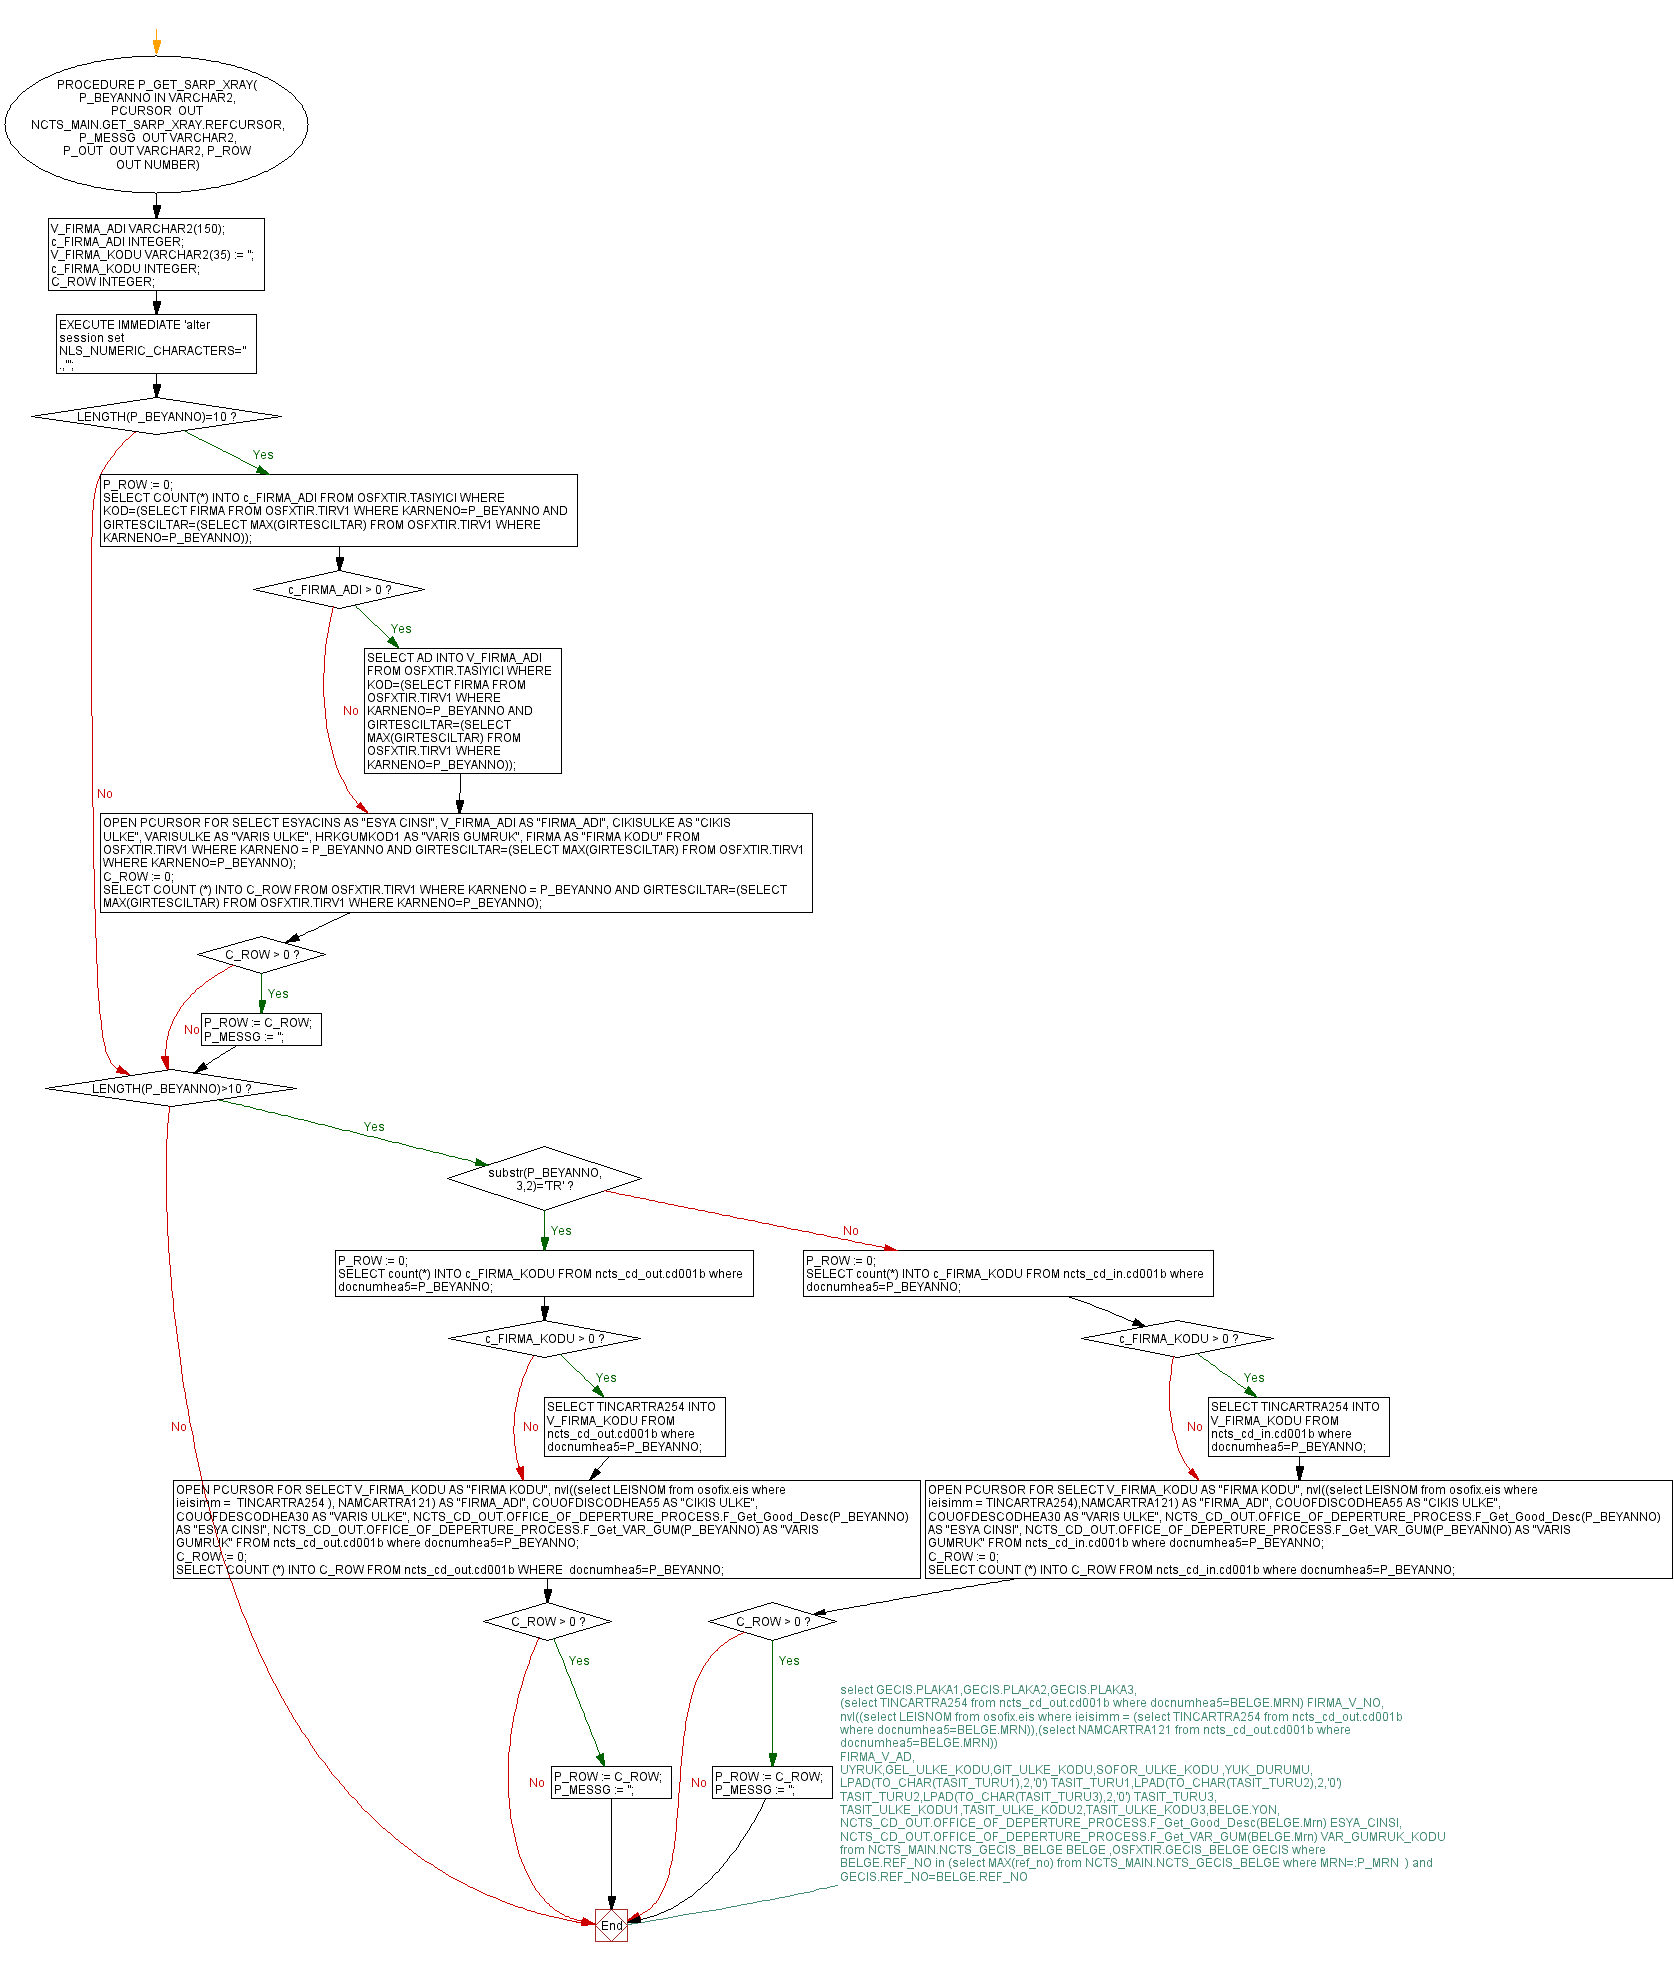 PROCEDURE P_GET_SARP_XRAY(
P_BEYANNO IN VARCHAR2,
PCURSOR  OUT
NCTS_MAIN.GET_SARP_XRAY.REFCURSOR,
P_MESSG  OUT VARCHAR2,
P_OUT  OUT VARCHAR2, P_ROW
OUT NUMBER)
V_FIRMA_ADI VARCHAR2(150);
c_FIRMA_ADI INTEGER;
V_FIRMA_KODU VARCHAR2(35) := '';
c_FIRMA_KODU INTEGER;
C_ROW INTEGER;
EXECUTE IMMEDIATE 'alter
session set
NLS_NUMERIC_CHARACTERS=''
.,''';
LENGTH(P_BEYANNO)=10 ?
Yes
P_ROW := 0;
SELECT COUNT(*) INTO c_FIRMA_ADI FROM OSFXTIR.TASIYICI WHERE
KOD=(SELECT FIRMA FROM OSFXTIR.TIRV1 WHERE KARNENO=P_BEYANNO AND
GIRTESCILTAR=(SELECT MAX(GIRTESCILTAR) FROM OSFXTIR.TIRV1 WHERE
KARNENO=P_BEYANNO));
c_FIRMA_ADI > 0 ?
Yes
SELECT AD INTO V_FIRMA_ADI
FROM OSFXTIR.TASIYICI WHERE
KOD=(SELECT FIRMA FROM
OSFXTIR.TIRV1 WHERE
KARNENO=P_BEYANNO AND
GIRTESCILTAR=(SELECT
MAX(GIRTESCILTAR) FROM
OSFXTIR.TIRV1 WHERE
KARNENO=P_BEYANNO));
No
No
OPEN PCURSOR FOR SELECT ESYACINS AS "ESYA CINSI", V_FIRMA_ADI AS "FIRMA_ADI", CIKISULKE AS "CIKIS
ULKE", VARISULKE AS "VARIS ULKE", HRKGUMKOD1 AS "VARIS GUMRUK", FIRMA AS "FIRMA KODU" FROM
OSFXTIR.TIRV1 WHERE KARNENO = P_BEYANNO AND GIRTESCILTAR=(SELECT MAX(GIRTESCILTAR) FROM OSFXTIR.TIRV1
WHERE KARNENO=P_BEYANNO);
C_ROW := 0;
SELECT COUNT (*) INTO C_ROW FROM OSFXTIR.TIRV1 WHERE KARNENO = P_BEYANNO AND GIRTESCILTAR=(SELECT
MAX(GIRTESCILTAR) FROM OSFXTIR.TIRV1 WHERE KARNENO=P_BEYANNO);
C_ROW > 0 ?
Yes
No
P_ROW := C_ROW;
P_MESSG := '';
LENGTH(P_BEYANNO)>10 ?
Yes
substr(P_BEYANNO,
3,2)='TR' ?
Yes
No
P_ROW := 0;
SELECT count(*) INTO c_FIRMA_KODU FROM ncts_cd_out.cd001b where
docnumhea5=P_BEYANNO;
P_ROW := 0;
SELECT count(*) INTO c_FIRMA_KODU FROM ncts_cd_in.cd001b where
docnumhea5=P_BEYANNO;
c_FIRMA_KODU > 0 ?
c_FIRMA_KODU > 0 ?
Yes
Yes
No
No
No
SELECT TINCARTRA254 INTO
V_FIRMA_KODU FROM
ncts_cd_out.cd001b where
docnumhea5=P_BEYANNO;
SELECT TINCARTRA254 INTO
V_FIRMA_KODU FROM
ncts_cd_in.cd001b where
docnumhea5=P_BEYANNO;
OPEN PCURSOR FOR SELECT V_FIRMA_KODU AS "FIRMA KODU", nvl((select LEISNOM from osofix.eis where
ieisimm =  TINCARTRA254 ), NAMCARTRA121) AS "FIRMA_ADI", COUOFDISCODHEA55 AS "CIKIS ULKE",
COUOFDESCODHEA30 AS "VARIS ULKE", NCTS_CD_OUT.OFFICE_OF_DEPERTURE_PROCESS.F_Get_Good_Desc(P_BEYANNO)
AS "ESYA CINSI", NCTS_CD_OUT.OFFICE_OF_DEPERTURE_PROCESS.F_Get_VAR_GUM(P_BEYANNO) AS "VARIS
GUMRUK" FROM ncts_cd_out.cd001b where docnumhea5=P_BEYANNO;
C_ROW := 0;
SELECT COUNT (*) INTO C_ROW FROM ncts_cd_out.cd001b WHERE  docnumhea5=P_BEYANNO;
OPEN PCURSOR FOR SELECT V_FIRMA_KODU AS "FIRMA KODU", nvl((select LEISNOM from osofix.eis where
ieisimm = TINCARTRA254),NAMCARTRA121) AS "FIRMA_ADI", COUOFDISCODHEA55 AS "CIKIS ULKE",
COUOFDESCODHEA30 AS "VARIS ULKE", NCTS_CD_OUT.OFFICE_OF_DEPERTURE_PROCESS.F_Get_Good_Desc(P_BEYANNO)
AS "ESYA CINSI", NCTS_CD_OUT.OFFICE_OF_DEPERTURE_PROCESS.F_Get_VAR_GUM(P_BEYANNO) AS "VARIS
GUMRUK" FROM ncts_cd_in.cd001b where docnumhea5=P_BEYANNO;
C_ROW := 0;
SELECT COUNT (*) INTO C_ROW FROM ncts_cd_in.cd001b where docnumhea5=P_BEYANNO;
C_ROW > 0 ?
C_ROW > 0 ?
Yes
Yes
No
No
P_ROW := C_ROW;
P_MESSG := '';
P_ROW := C_ROW;
P_MESSG := '';
select GECIS.PLAKA1,GECIS.PLAKA2,GECIS.PLAKA3,
(select TINCARTRA254 from ncts_cd_out.cd001b where docnumhea5=BELGE.MRN) FIRMA_V_NO,
nvl((select LEISNOM from osofix.eis where ieisimm = (select TINCARTRA254 from ncts_cd_out.cd001b
where docnumhea5=BELGE.MRN)),(select NAMCARTRA121 from ncts_cd_out.cd001b where
docnumhea5=BELGE.MRN))
FIRMA_V_AD,
UYRUK,GEL_ULKE_KODU,GIT_ULKE_KODU,SOFOR_ULKE_KODU ,YUK_DURUMU,
LPAD(TO_CHAR(TASIT_TURU1),2,'0') TASIT_TURU1,LPAD(TO_CHAR(TASIT_TURU2),2,'0')
TASIT_TURU2,LPAD(TO_CHAR(TASIT_TURU3),2,'0') TASIT_TURU3,
TASIT_ULKE_KODU1,TASIT_ULKE_KODU2,TASIT_ULKE_KODU3,BELGE.YON,
NCTS_CD_OUT.OFFICE_OF_DEPERTURE_PROCESS.F_Get_Good_Desc(BELGE.Mrn) ESYA_CINSI,
NCTS_CD_OUT.OFFICE_OF_DEPERTURE_PROCESS.F_Get_VAR_GUM(BELGE.Mrn) VAR_GUMRUK_KODU
from NCTS_MAIN.NCTS_GECIS_BELGE BELGE ,OSFXTIR.GECIS_BELGE GECIS where
BELGE.REF_NO in (select MAX(ref_no) from NCTS_MAIN.NCTS_GECIS_BELGE where MRN=:P_MRN  ) and
GECIS.REF_NO=BELGE.REF_NO
End